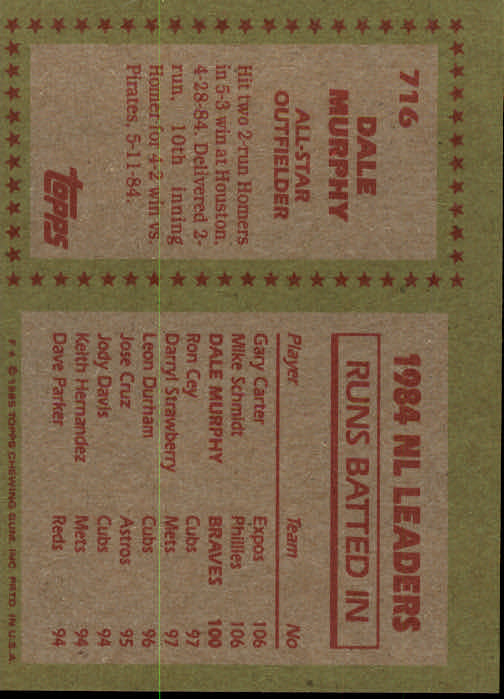 716
DALE
MURPHY
ALL-STAR
OUTFIELDER
Hit two 2-run Homers
in 5-3 win at Houston,
4-28-84. Delivered 2-
run, 10th inning
Homer for 4-2 win vs.
Pirates, 5-11-84.
TOPPS
1984 NL LEADERS
RUNS BATTED IN
Player Team No
Gary Carter Expos 106
Mike Schmidt Phillies 106
DALE MURPHY BRAVES 100
Ron Cey Cubs 97
Darryl Strawberry Mets 97
Leon Durham Cubs 96
Jose Cruz Astros 95
Jody Davis Cubs 94
Keith Hernandez Mets 94
Dave Parker Reds 94
F* © 1985 TOPPS CHEWING GUM, INC. PRTD. IN U.S.A.